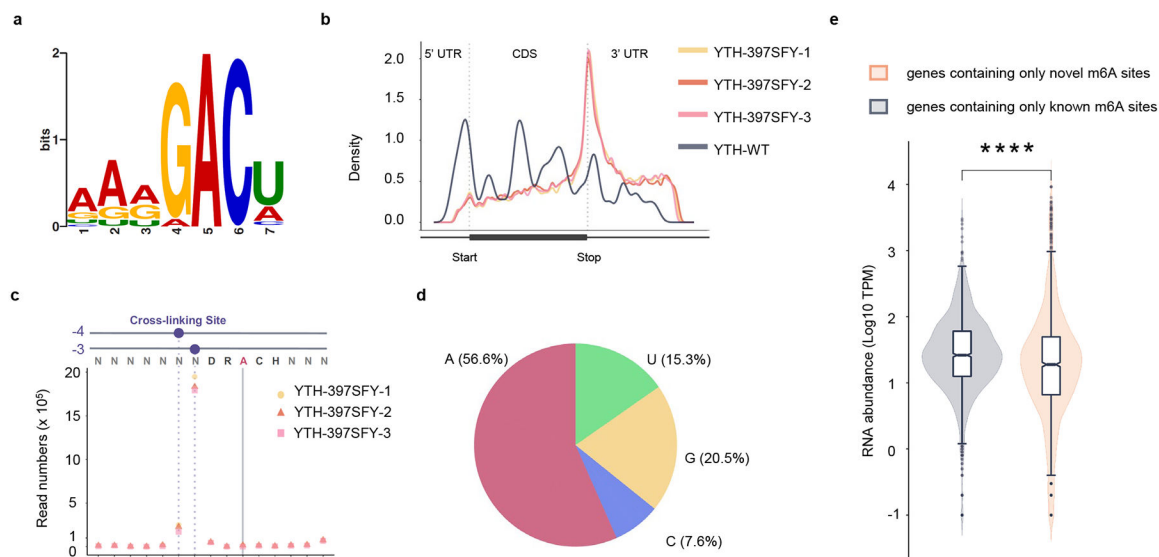 a
bits
2
1
0
A
G
U
C
A
G
U
A
G
U
G
A
A
C
U
A
C
1 2 3 4 5 6 7
b
5' UTR CDS 3' UTR
Density
2.0
1.5
1.0
0.5
0.0
Start Stop
YTH-397SFY-1
YTH-397SFY-2
YTH-397SFY-3
YTH-WT
c
Cross-linking Site
-4
-3
N N N N N N N D R A C H N N N
Read numbers (x 10⁵)
20
15
10
5
1
0
YTH-397SFY-1
YTH-397SFY-2
YTH-397SFY-3
d
A (56.6%)
U (15.3%)
G (20.5%)
C (7.6%)
e
genes containing only novel m6A sites
genes containing only known m6A sites
****
RNA abundance (Log10 TPM)
4
3
2
1
0
-1